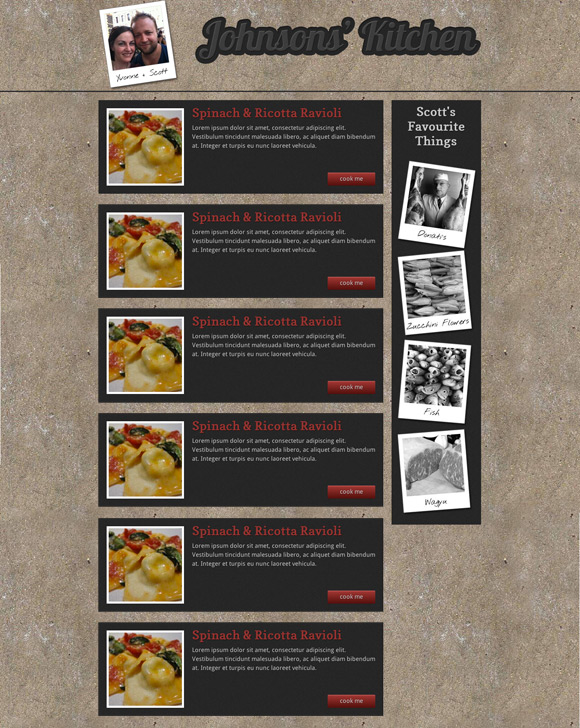 Johnsons' Kitchen
Yvonne + Scott
Spinach & Ricotta Ravioli
Lorem ipsum dolor sit amet, consectetur adipiscing elit.
Vestibulum tincidunt malesuada libero, ac aliquet diam bibendum
at. Integer et turpis eu nunc laoreet vehicula.
cook me
Spinach & Ricotta Ravioli
Lorem ipsum dolor sit amet, consectetur adipiscing elit.
Vestibulum tincidunt malesuada libero, ac aliquet diam bibendum
at. Integer et turpis eu nunc laoreet vehicula.
cook me
Spinach & Ricotta Ravioli
Lorem ipsum dolor sit amet, consectetur adipiscing elit.
Vestibulum tincidunt malesuada libero, ac aliquet diam bibendum
at. Integer et turpis eu nunc laoreet vehicula.
cook me
Spinach & Ricotta Ravioli
Lorem ipsum dolor sit amet, consectetur adipiscing elit.
Vestibulum tincidunt malesuada libero, ac aliquet diam bibendum
at. Integer et turpis eu nunc laoreet vehicula.
cook me
Spinach & Ricotta Ravioli
Lorem ipsum dolor sit amet, consectetur adipiscing elit.
Vestibulum tincidunt malesuada libero, ac aliquet diam bibendum
at. Integer et turpis eu nunc laoreet vehicula.
cook me
Spinach & Ricotta Ravioli
Lorem ipsum dolor sit amet, consectetur adipiscing elit.
Vestibulum tincidunt malesuada libero, ac aliquet diam bibendum
at. Integer et turpis eu nunc laoreet vehicula.
cook me
Scott's
Favourite
Things
Donatis
Zucchini Flowers
Fish
Wagyu